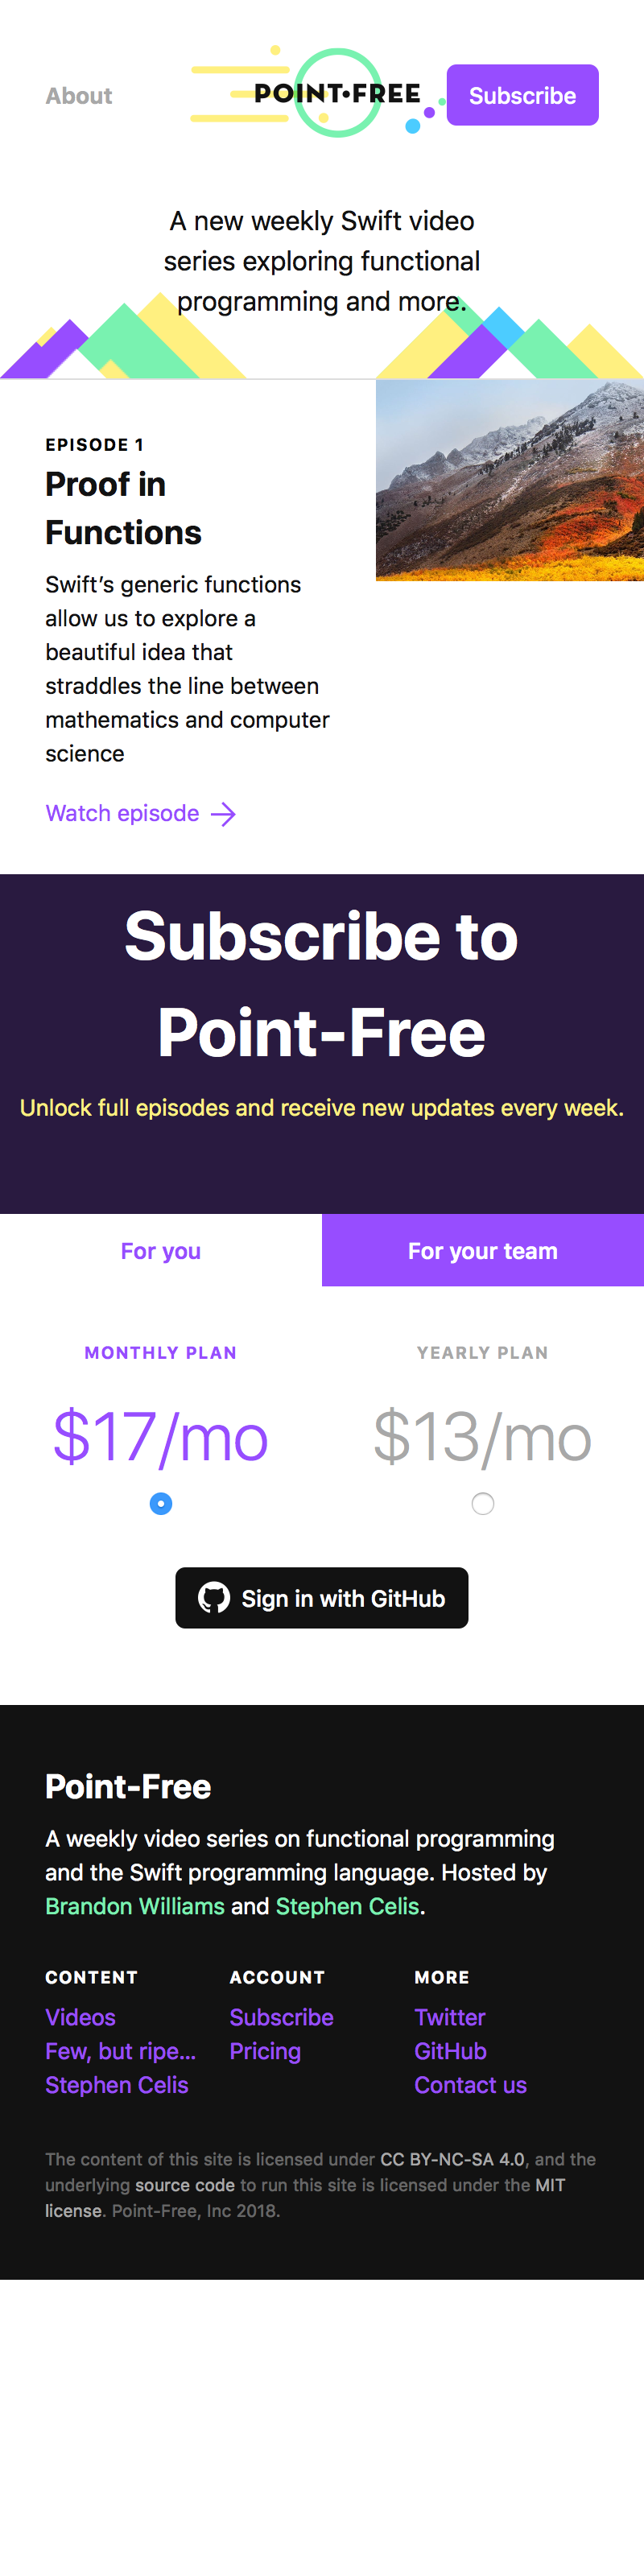 About
POINT•FREE
Subscribe
A new weekly Swift video
series exploring functional
programming and more.
EPISODE 1
Proof in
Functions
Swift’s generic functions
allow us to explore a
beautiful idea that
straddles the line between
mathematics and computer
science
Watch episode
Subscribe to
Point-Free
Unlock full episodes and receive new updates every week.
For you
For your team
MONTHLY PLAN
YEARLY PLAN
$17/mo
$13/mo
Sign in with GitHub
Point-Free
A weekly video series on functional programming
and the Swift programming language. Hosted by
Brandon Williams and Stephen Celis.
CONTENT
Videos
Few, but ripe...
Stephen Celis
ACCOUNT
Subscribe
Pricing
MORE
Twitter
GitHub
Contact us
The content of this site is licensed under CC BY-NC-SA 4.0, and the
underlying source code to run this site is licensed under the MIT
license. Point-Free, Inc 2018.